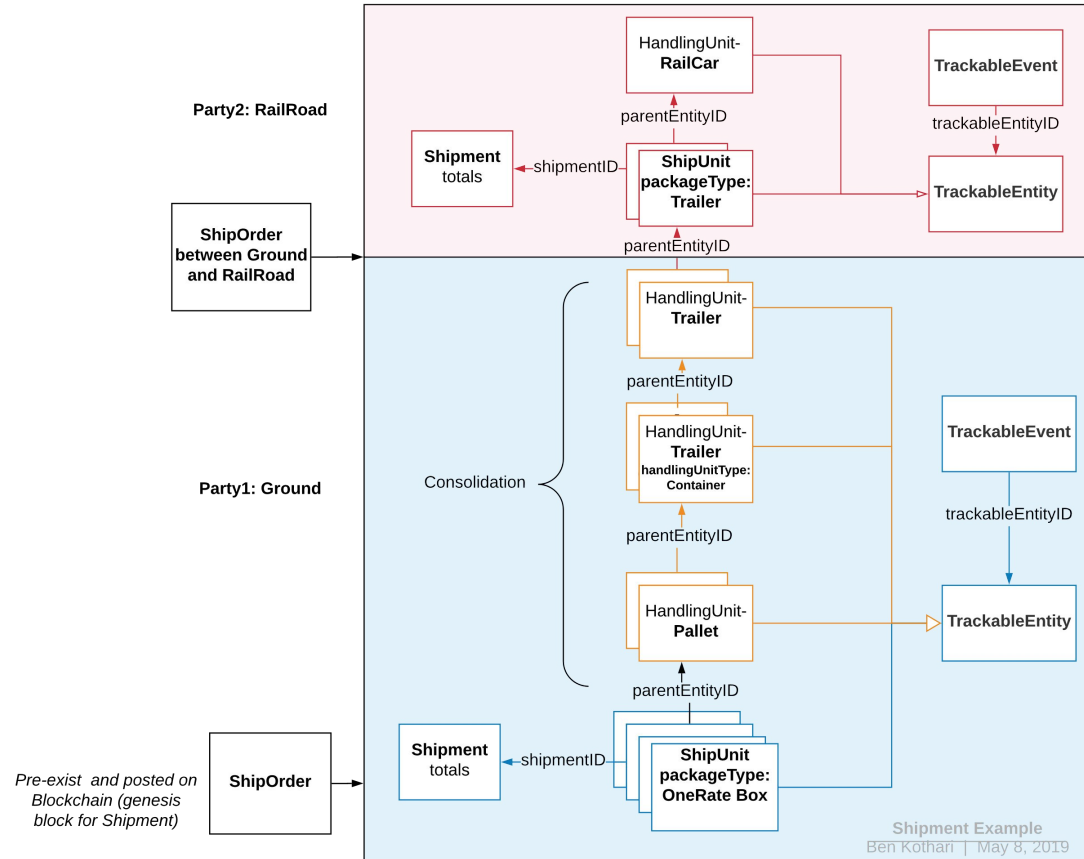 HandlingUnit-
RailCar
TrackableEvent
parentEntityID
trackableEntityID
Party2: RailRoad
Shipment
totals
shipmentID
ShipUnit
packageType:
Trailer
TrackableEntity
ShipOrder
between Ground
and RailRoad
parentEntityID
HandlingUnit-
Trailer
parentEntityID
HandlingUnit-
Trailer
handlingUnitType:
Container
TrackableEvent
Consolidation
Party1: Ground
trackableEntityID
parentEntityID
HandlingUnit-
Pallet
TrackableEntity
parentEntityID
Shipment
totals
shipmentID
ShipUnit
packageType:
OneRate Box
Pre-exist and posted on
Blockchain (genesis
block for Shipment)
ShipOrder
Shipment Example
Ben Kothari | May 8, 2019